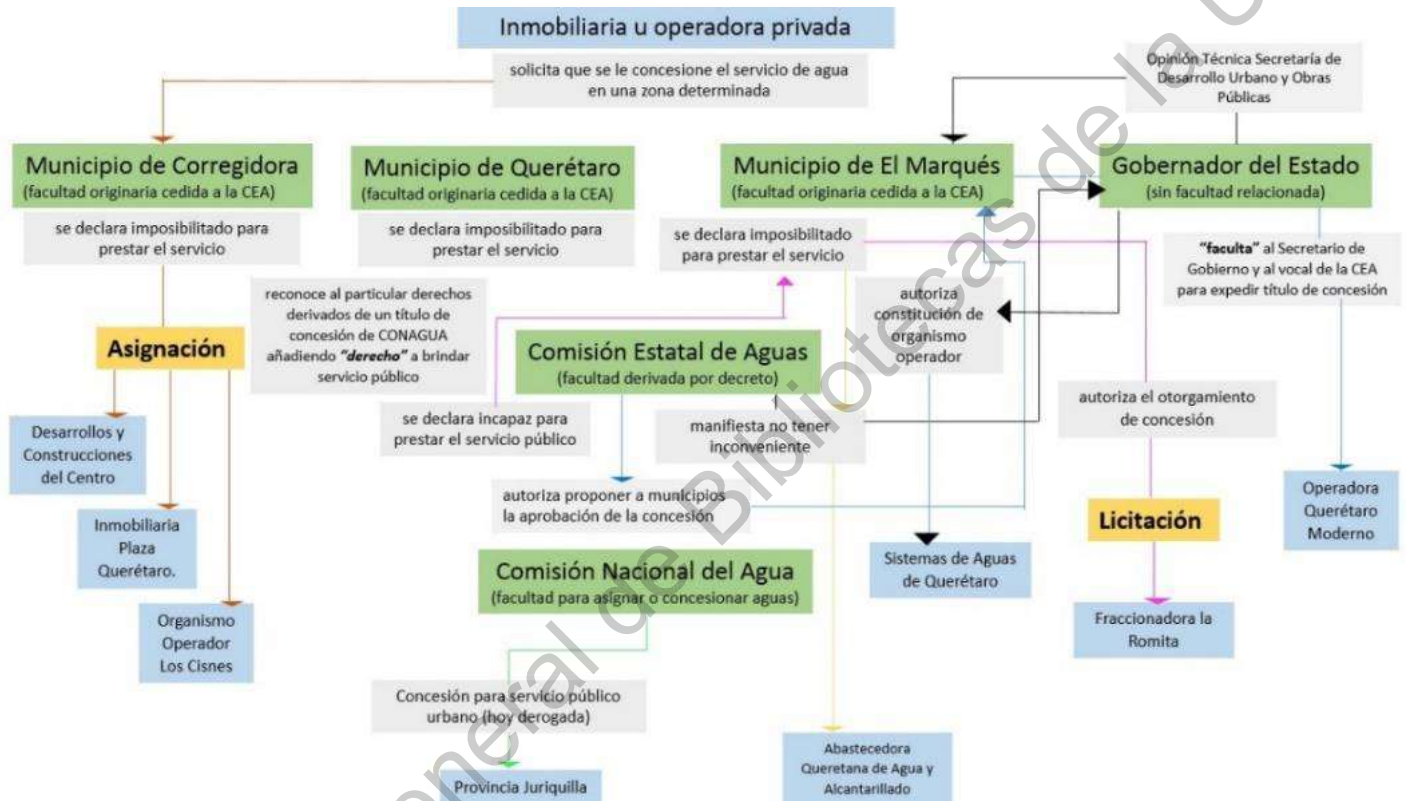 Inmobiliaria u operadora privada
solicita que se le concesione el servicio de agua
en una zona determinada
Opinión Técnica Secretaría de
Desarrollo Urbano y Obras
Públicas
Municipio de Corregidora
(facultad originaria cedida a la CEA)
Municipio de Querétaro
(facultad originaria cedida a la CEA)
Municipio de El Marqués
(facultad originaria cedida a la CEA)
Gobernador del Estado
(sin facultad relacionada)
se declara imposibilitado para
prestar el servicio
se declara imposibilitado para
prestar el servicio
se declara imposibilitado
para prestar el servicio
"faculta" al Secretario de
Gobierno y al vocal de la CEA
para expedir título de concesión
reconoce al particular derechos
derivados de un título de
concesión de CONAGUA
añadiendo "derecho" a brindar
servicio público
autoriza
constitución de
organismo
operador
Asignación
Comisión Estatal de Aguas
(facultad derivada por decreto)
se declara incapaz para
prestar el servicio público
manifiesta no tener
inconveniente
autoriza el otorgamiento
de concesión
Desarrollos y
Construcciones
del Centro
autoriza proponer a municipios
la aprobación de la concesión
Operadora
Querétaro
Moderno
Inmobiliaria
Plaza
Querétaro.
Licitación
Comisión Nacional del Agua
(facultad para asignar o concesionar aguas)
Sistemas de Aguas
de Querétaro
Organismo
Operador
Los Cisnes
Fraccionadora la
Romita
Concesión para servicio público
urbano (hoy derogada)
Provincia Juriquilla
Abastecedora
Queretana de Agua y
Alcantarillado
eneral de Bibliotecas de la U